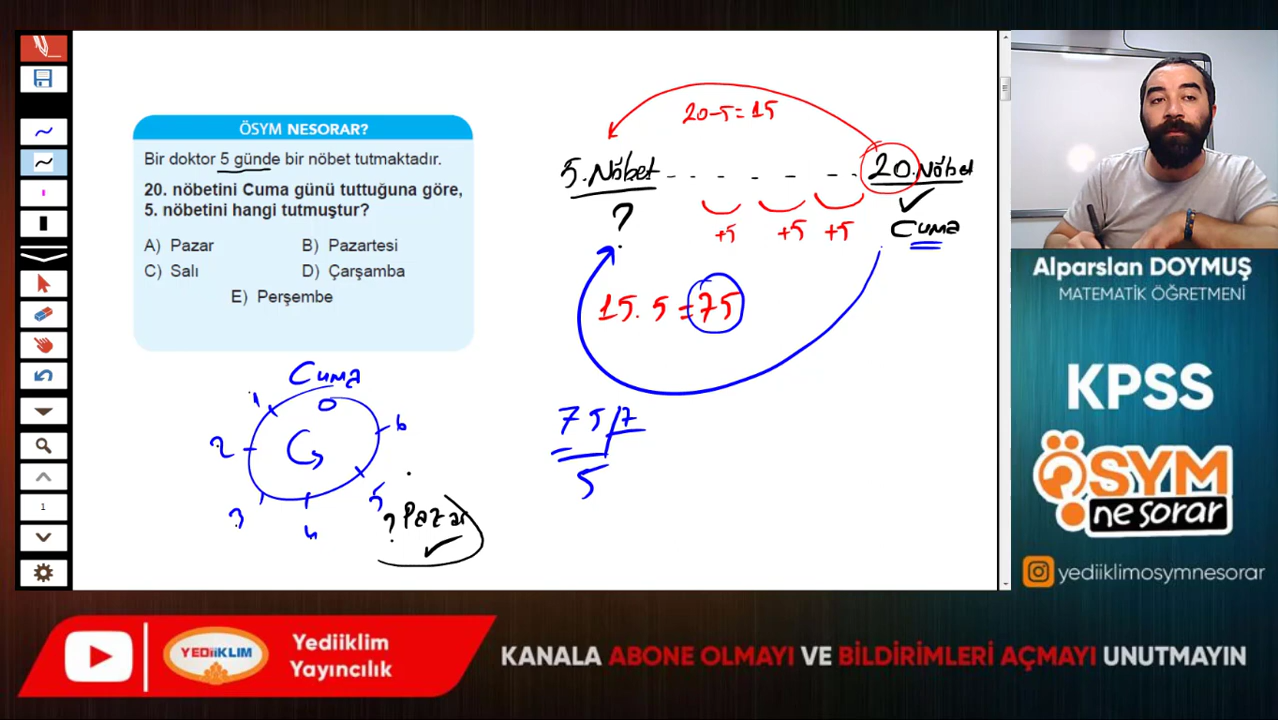 ÖSYM NESORAR?
Bir doktor 5 günde bir nöbet tutmaktadır.
20. nöbetini Cuma günü tuttuğuna göre,
5. nöbetini hangi tutmuştur?
A) Pazar
B) Pazartesi
C) Salı
D) Çarşamba
E) Perşembe
20-5=15
5.Nöbet
20.Nöbet
?
Cuma
+5 +5 +5
15.5=75
75/7
5
Cuma
0
1
2
3
4
5
6
? Pazar
1
Alparslan DOYMUŞ
MATEMATİK ÖĞRETMENİ
KPSS
ÖSYM
ne sorar
yediiklimosymnesorar
YEDiiKLİM
Yediiklim
Yayıncılık
KANALA ABONE OLMAYI VE BİLDİRİMLERİ AÇMAYI UNUTMAYIN